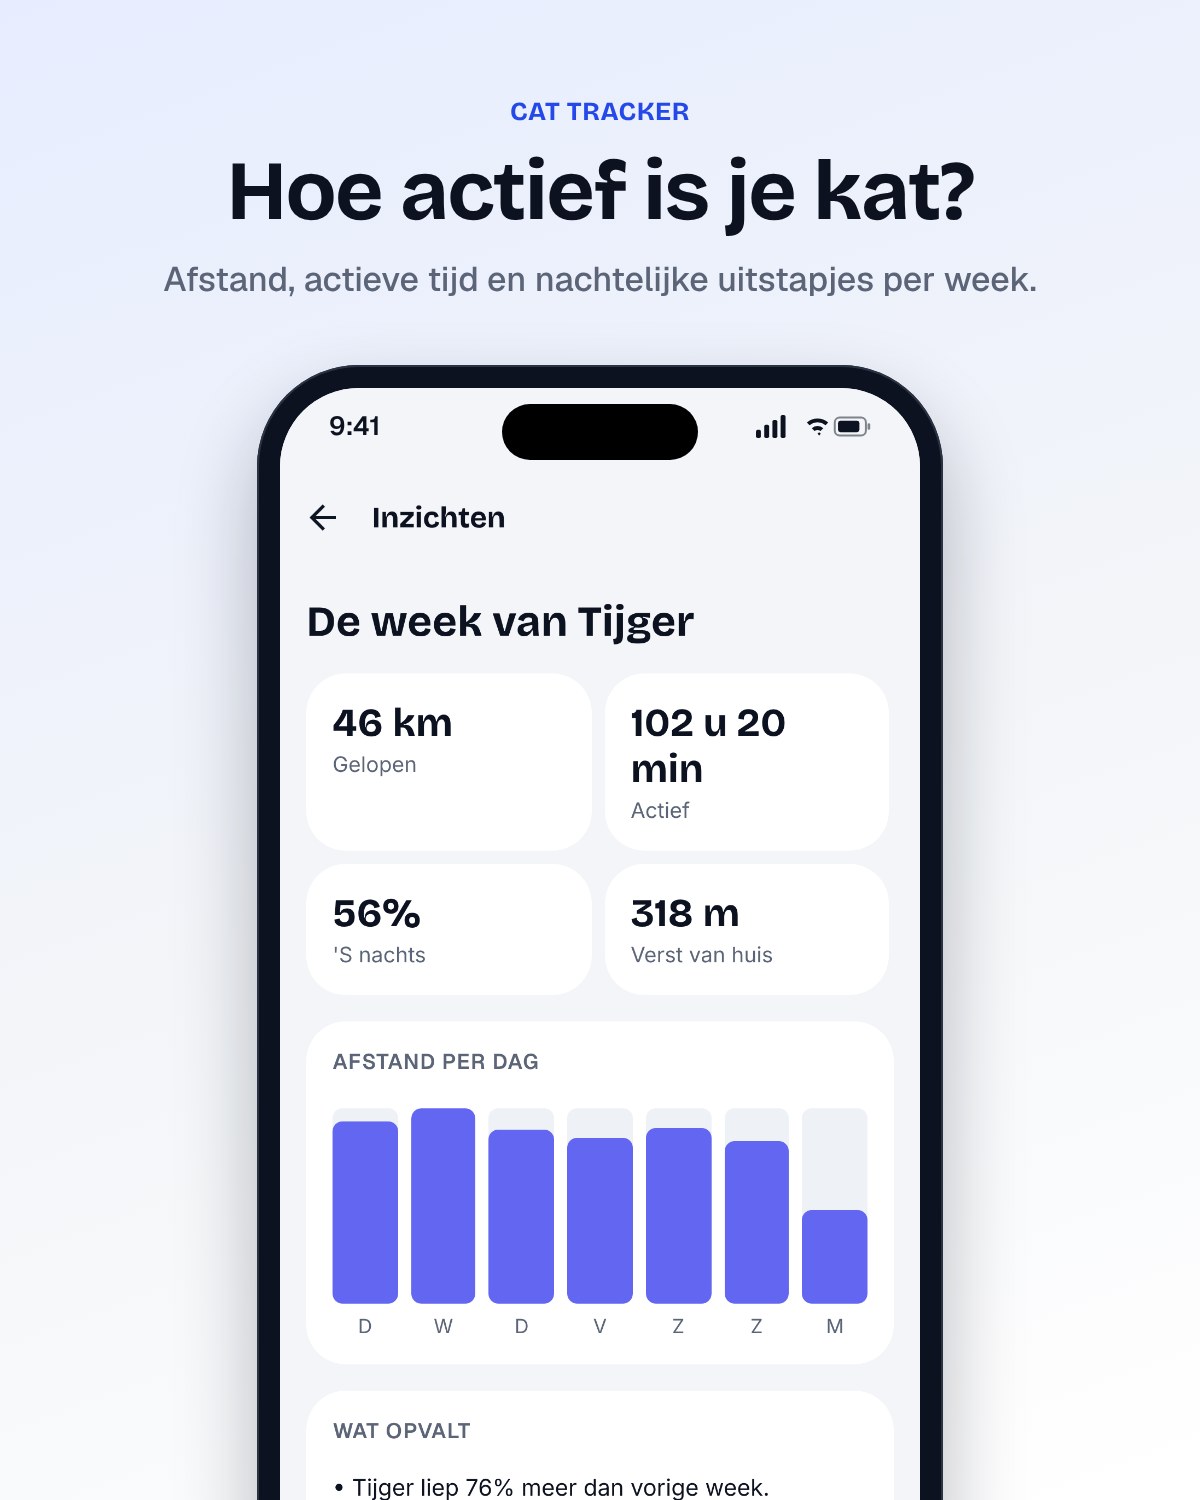 CAT TRACKER
Hoe actief is je kat?
Afstand, actieve tijd en nachtelijke uitstapjes per week.
9:41
Inzichten
De week van Tijger
46 km
Gelopen
102 u 20
min
Actief
56%
'S nachts
318 m
Verst van huis
AFSTAND PER DAG
D W D V Z Z M
WAT OPVALT
• Tijger liep 76% meer dan vorige week.